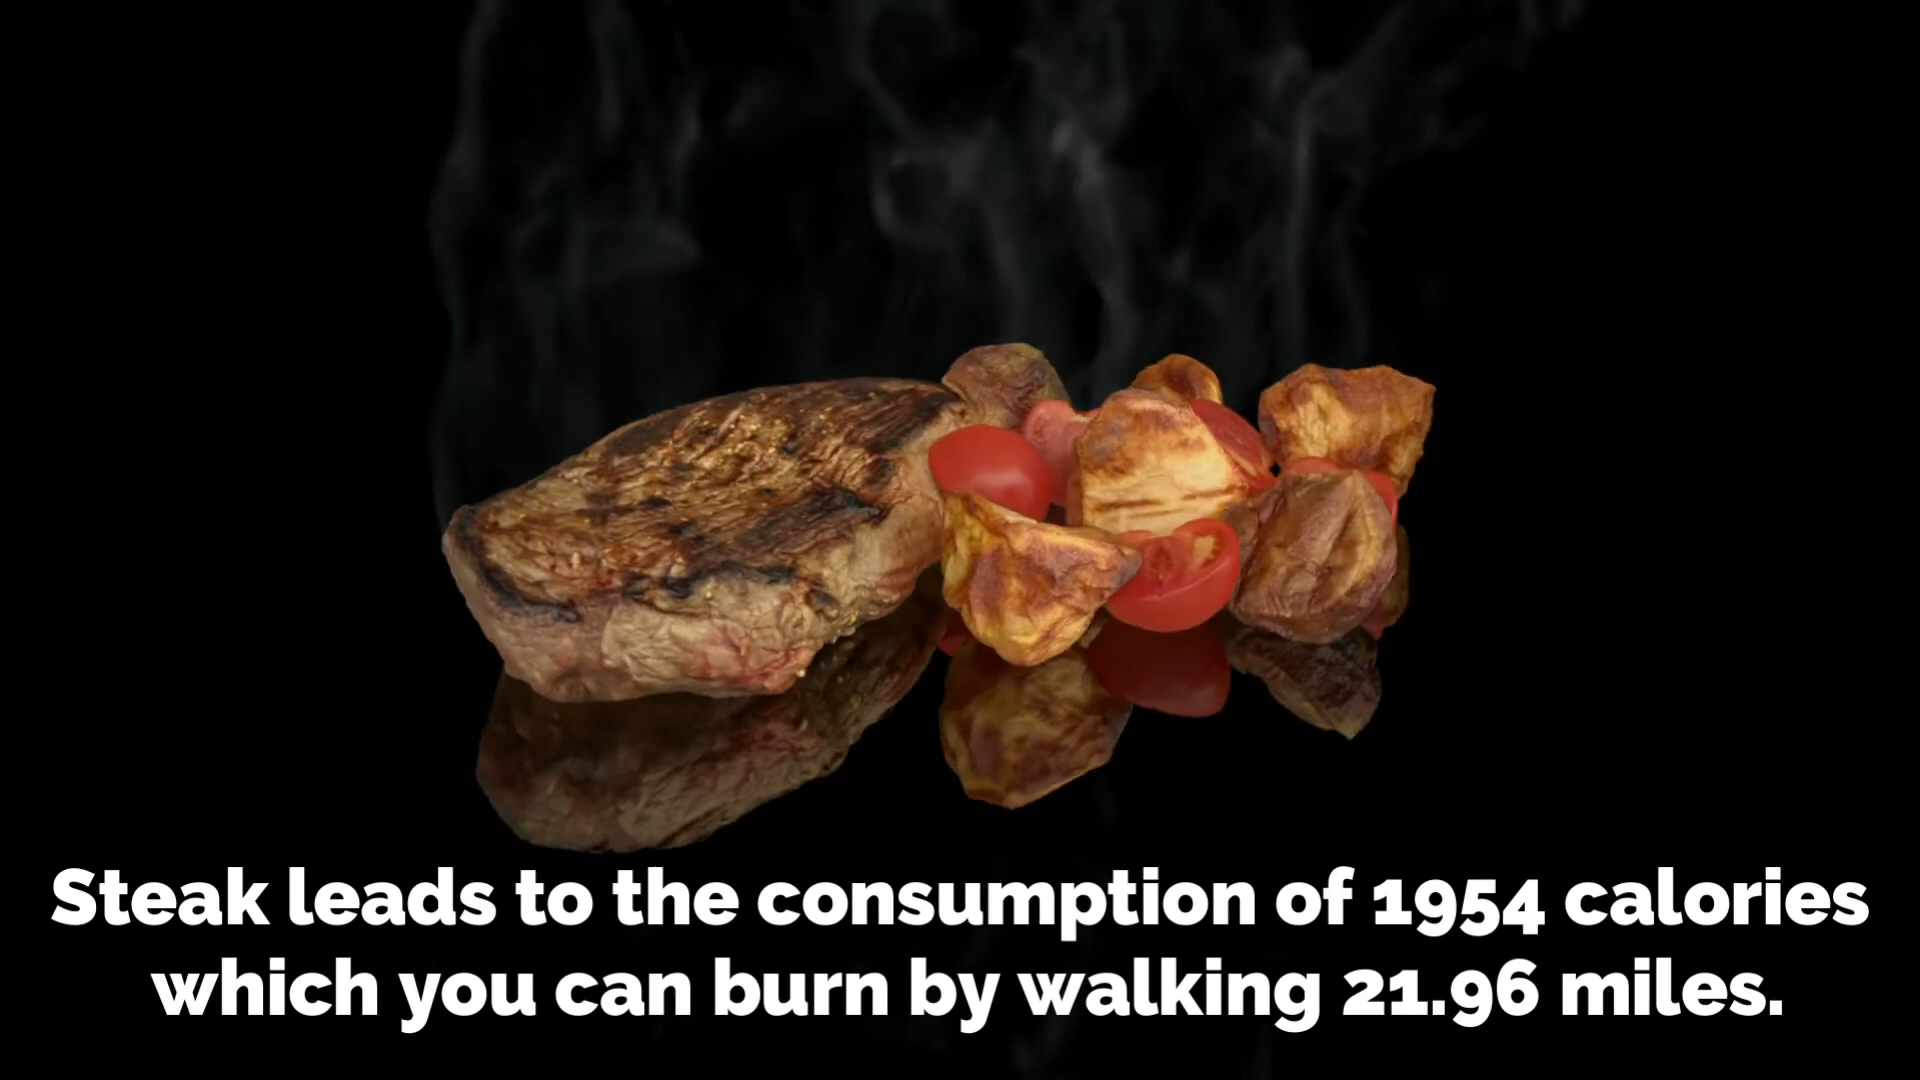 Steak leads to the consumption of 1954 calories
which you can burn by walking 21.96 miles.